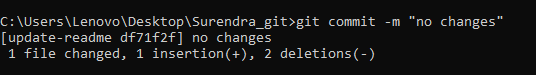 C:\Users\Lenovo\Desktop\Surendra_git>git commit -m "no changes"
[update-readme df71f2f] no changes
 1 file changed, 1 insertion(+), 2 deletions(-)